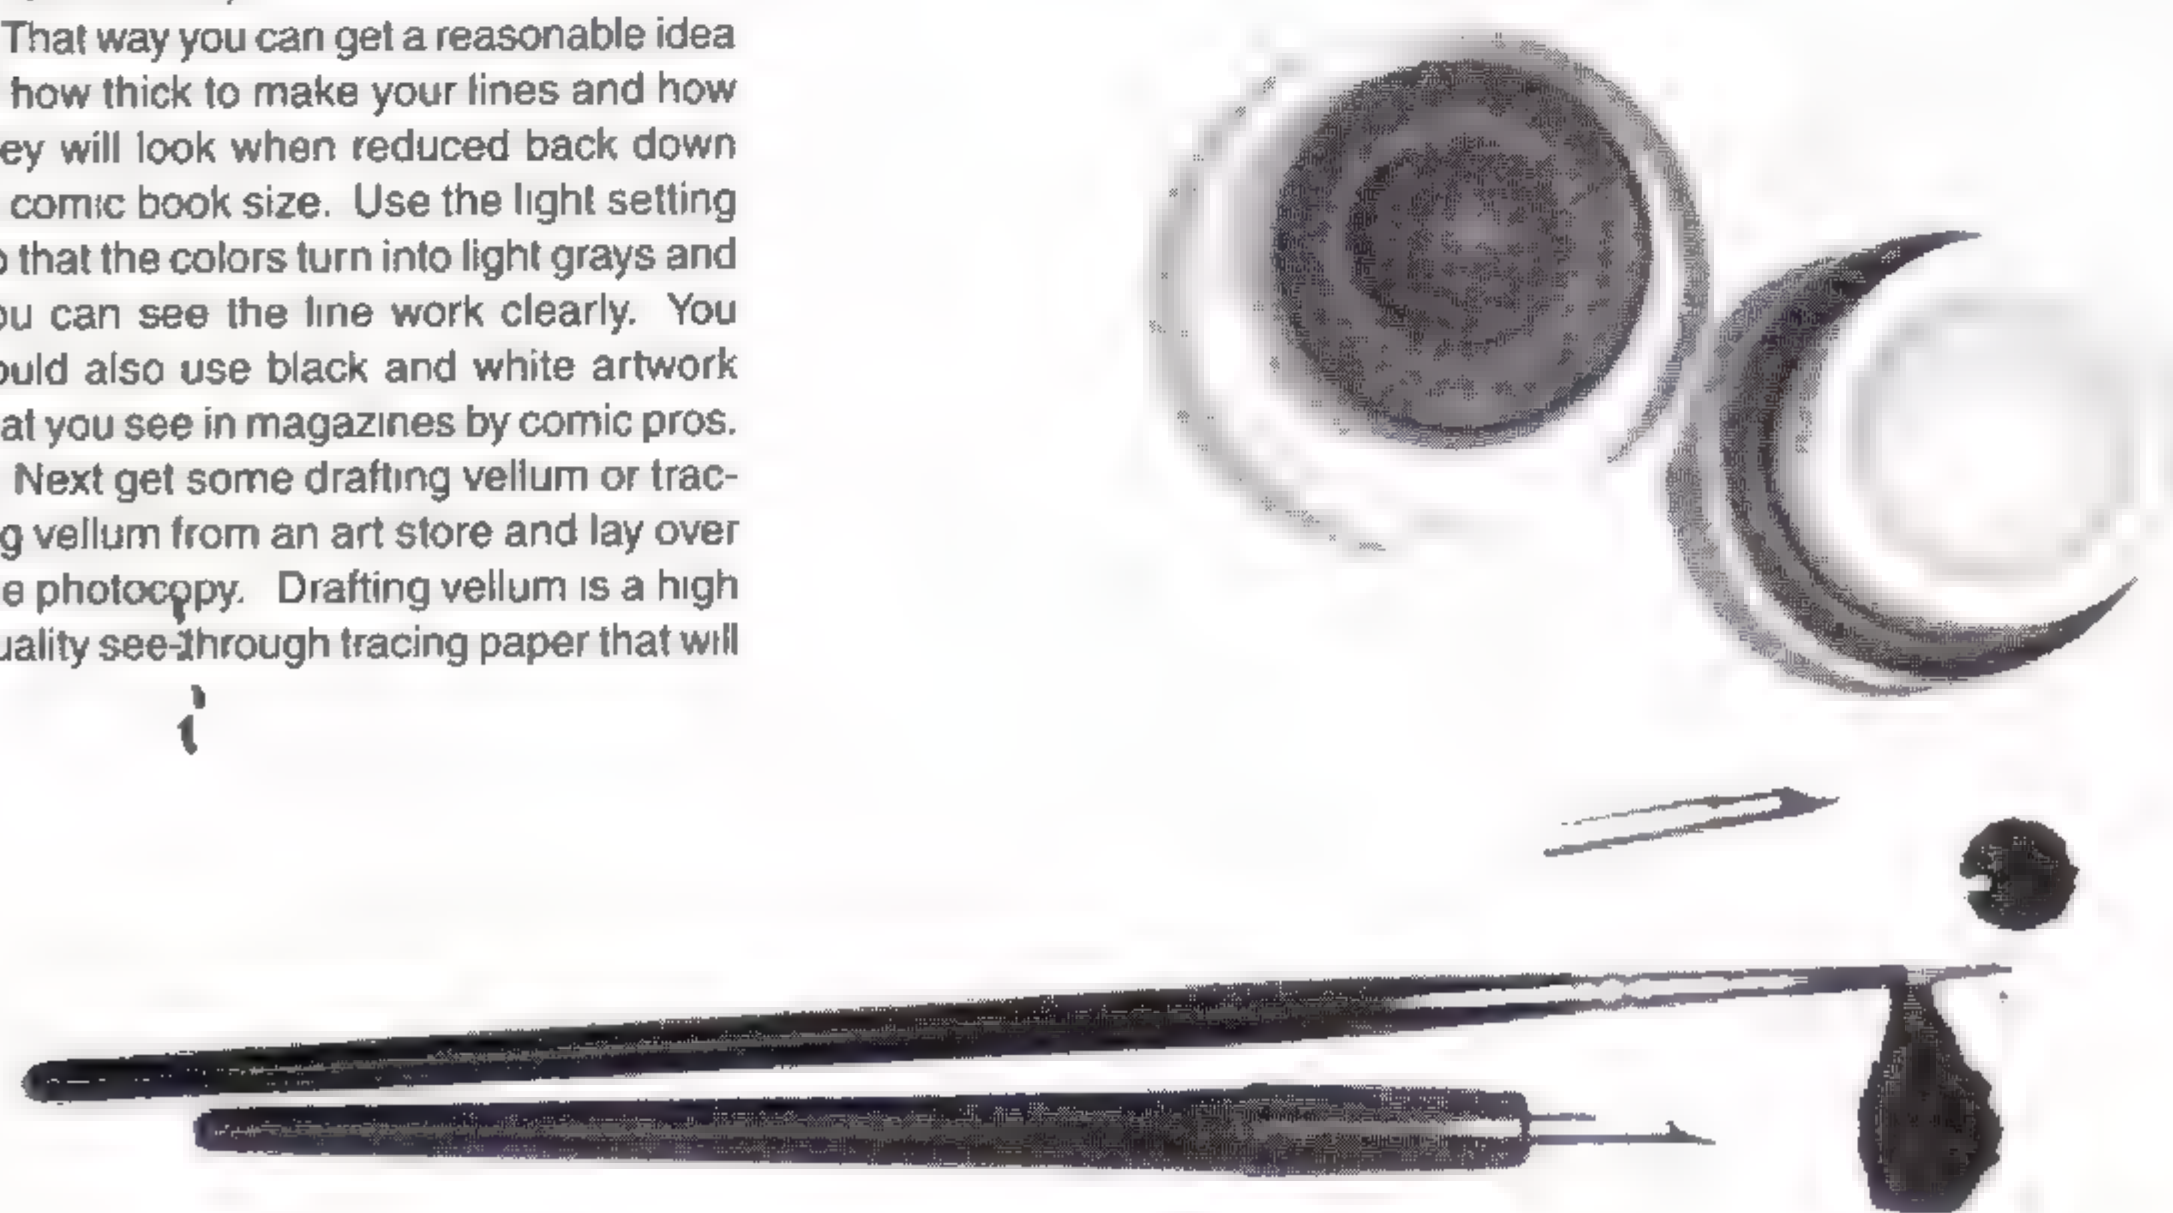 That way you can get a reasonable idea
how thick to make your lines and how
ey will look when reduced back down
comic book size. Use the light setting
o that the colors turn into light grays and
ou can see the line work clearly. You
ould also use black and white artwork
at you see in magazines by comic pros.
Next get some drafting vellum or trac-
g vellum from an art store and lay over
e photocopy. Drafting vellum is a high
uality see-through tracing paper that will